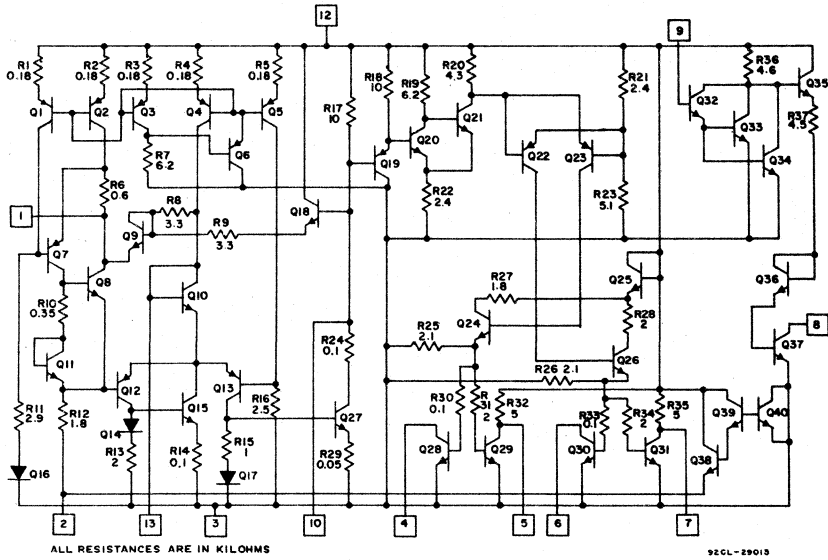 12
9
R1
0.18
R2
0.18
R3
0.18
R4
0.18
R5
0.18
R17
10
R18
10
R19
6.2
R20
4.3
R21
2.4
R36
4.6
Q35
R37
4.5
Q1
Q2
Q3
Q4
Q5
Q6
R7
6.2
Q19
Q20
Q21
Q22
Q23
Q32
Q33
Q34
R6
0.6
R8
3.3
R9
3.3
Q18
R22
2.4
R23
5.1
1
Q7
Q8
Q9
Q10
R10
0.35
Q11
R27
1.8
Q25
R28
2
Q24
R25
2.1
Q26
R26 2.1
Q36
8
Q37
R24
0.1
Q12
Q13
R16
2.5
Q15
Q27
R11
2.9
R12
1.8
Q14
R13
2
R14
0.1
R15
1
Q16
Q17
R29
0.05
R30
0.1
R31
2
R32
5
R33
0.1
R34
2
R35
5
Q28
Q29
Q30
Q31
Q38
Q39
Q40
2
13
3
10
4
5
6
7
ALL RESISTANCES ARE IN KILOHMS
92CL-29013